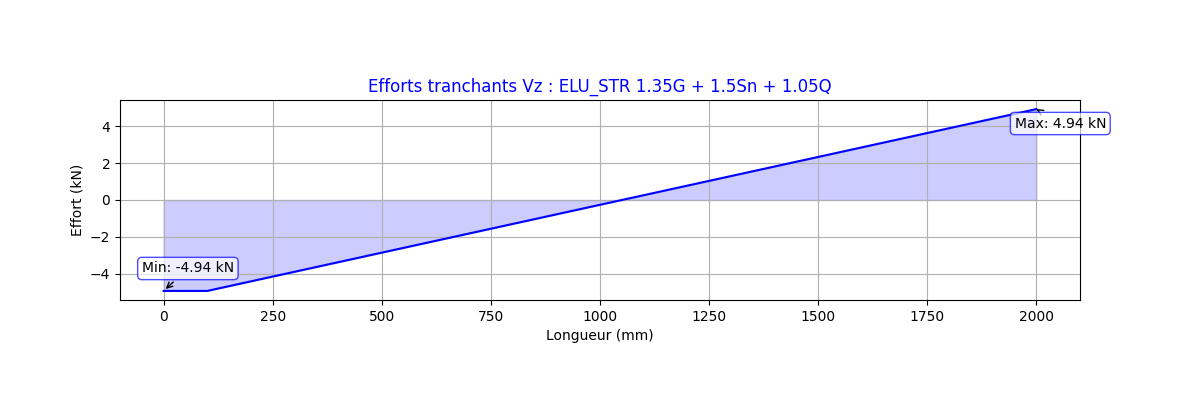 Efforts tranchants Vz : ELU_STR 1.35G + 1.5Sn + 1.05Q
Effort (kN)
4
2
0
−2
−4
Max: 4.94 kN
Min: -4.94 kN
0 250 500 750 1000 1250 1500 1750 2000
Longueur (mm)